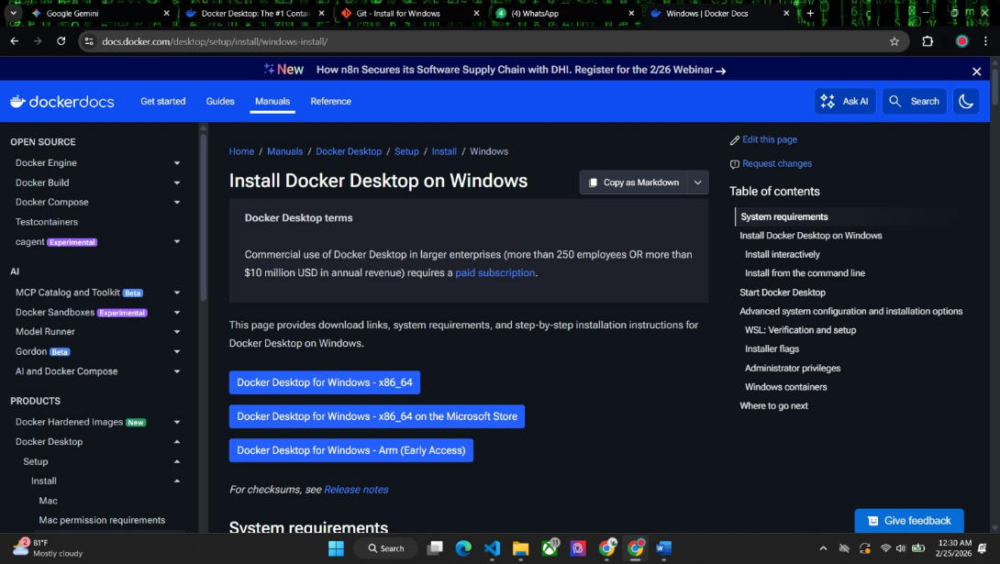 Google Gemini
Docker Desktop: The #1 Contai
Git - Install for Windows
(4) WhatsApp
Windows | Docker Docs
docs.docker.com/desktop/setup/install/windows-install/
New How n8n Secures its Software Supply Chain with DHI. Register for the 2/26 Webinar →
dockerdocs
Get started
Guides
Manuals
Reference
Ask AI
Search
OPEN SOURCE
Docker Engine
Docker Build
Docker Compose
Testcontainers
cagent Experimental
AI
MCP Catalog and Toolkit Beta
Docker Sandboxes Experimental
Model Runner
Gordon Beta
AI and Docker Compose
PRODUCTS
Docker Hardened Images New
Docker Desktop
Setup
Install
Mac
Mac permission requirements
Home / Manuals / Docker Desktop / Setup / Install / Windows
Install Docker Desktop on Windows
Copy as Markdown
Docker Desktop terms
Commercial use of Docker Desktop in larger enterprises (more than 250 employees OR more than
$10 million USD in annual revenue) requires a paid subscription.
This page provides download links, system requirements, and step-by-step installation instructions for
Docker Desktop on Windows.
Docker Desktop for Windows - x86_64
Docker Desktop for Windows - x86_64 on the Microsoft Store
Docker Desktop for Windows - Arm (Early Access)
For checksums, see Release notes
System requirements
Edit this page
Request changes
Table of contents
System requirements
Install Docker Desktop on Windows
Install interactively
Install from the command line
Start Docker Desktop
Advanced system configuration and installation options
WSL: Verification and setup
Installer flags
Administrator privileges
Windows containers
Where to go next
Give feedback
2
81°F
Mostly cloudy
Search
12:30 AM
2/25/2026